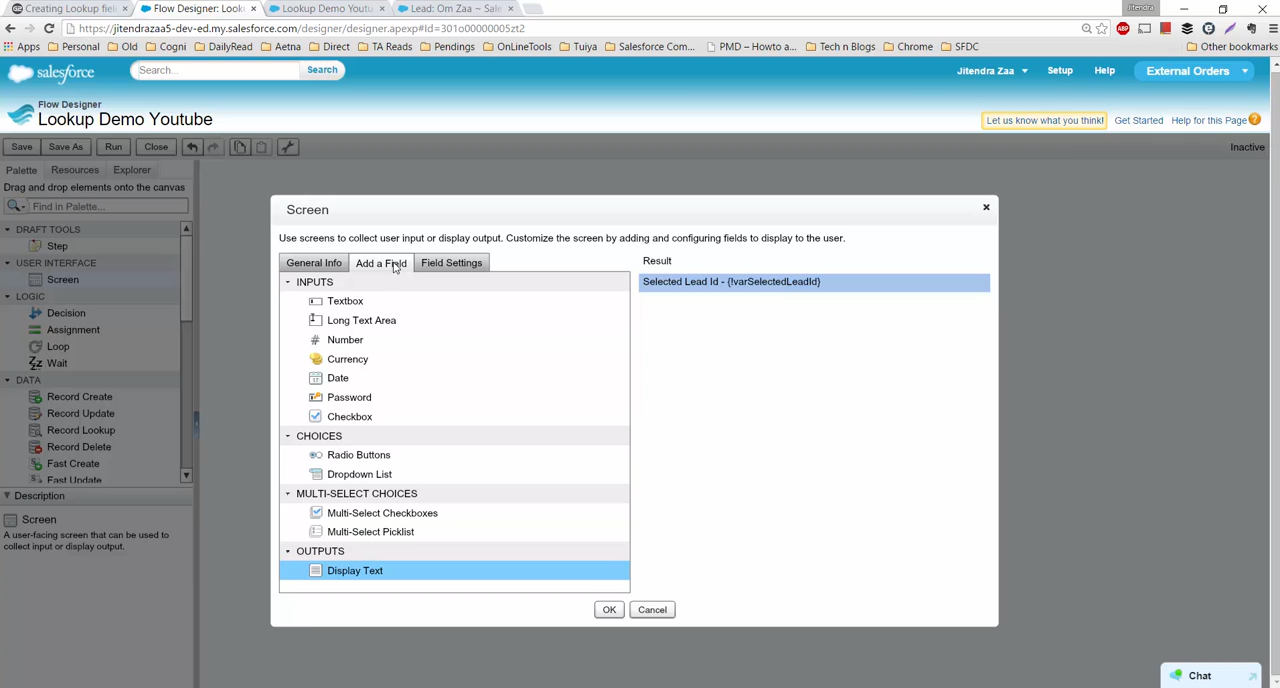 Creating Lookup field
Flow Designer: Look
Lookup Demo Youtu
Lead: Om Zaa ~ Sale
Jitendra
https://jitendrazaa5-dev-ed.my.salesforce.com/designer/designer.apexp#Id=301o00000005zt2
Apps
Personal
Old
Cogni
DailyRead
Aetna
Direct
TA Reads
Pendings
OnLineTools
Tuiya
Salesforce Com...
PMD – Howto a...
Tech n Blogs
Chrome
SFDC
Other bookmarks
salesforce
Search...
Search
Jitendra Zaa
Setup
Help
External Orders
Flow Designer
Lookup Demo Youtube
Let us know what you think!
Get Started
Help for this Page
Save
Save As
Run
Close
Inactive
Palette
Resources
Explorer
Drag and drop elements onto the canvas
Find in Palette...
DRAFT TOOLS
Step
USER INTERFACE
Screen
LOGIC
Decision
Assignment
Loop
Wait
DATA
Record Create
Record Update
Record Lookup
Record Delete
Fast Create
Fast Update
Description
Screen
A user-facing screen that can be used to
collect input or display output.
Screen
Use screens to collect user input or display output. Customize the screen by adding and configuring fields to display to the user.
General Info
Add a Field
Field Settings
INPUTS
Textbox
Long Text Area
Number
Currency
Date
Password
Checkbox
CHOICES
Radio Buttons
Dropdown List
MULTI-SELECT CHOICES
Multi-Select Checkboxes
Multi-Select Picklist
OUTPUTS
Display Text
Result
Selected Lead Id - {!varSelectedLeadId}
OK
Cancel
Chat